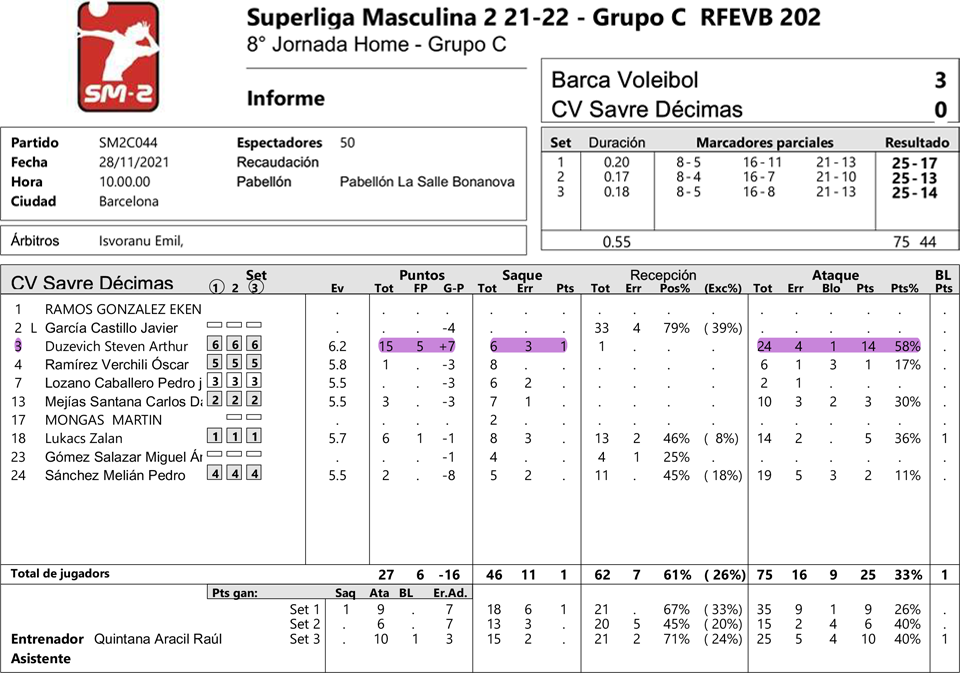 Superliga Masculina 2 21-22 - Grupo C RFEVB 202
8° Jornada Home - Grupo C
SM-2
Informe
Barca Voleibol 3
CV Savre Décimas 0
Partido SM2C044 Espectadores 50
Fecha 28/11/2021 Recaudación
Hora 10.00.00 Pabellón Pabellón La Salle Bonanova
Ciudad Barcelona
Árbitros Isvoranu Emil,
Set Duración Marcadores parciales Resultado
1 0.20 8 - 5 16 - 11 21 - 13 25 - 17
2 0.17 8 - 4 16 - 7 21 - 10 25 - 13
3 0.18 8 - 5 16 - 8 21 - 13 25 - 14
0.55 75 44
Set Puntos Saque Recepción Ataque BL
CV Savre Décimas 1 2 3 Ev Tot FP G-P Tot Err Pts Tot Err Pos% (Exc%) Tot Err Blo Pts Pts% Pts
1 RAMOS GONZALEZ EKEN . . . . . . . . . . . . . . . .
2 L García Castillo Javier . . . -4 . . . 33 4 79% ( 39%) . . . . . .
3 Duzevich Steven Arthur 6 6 6 6.2 15 5 +7 6 3 1 1 . . . 24 4 1 14 58% .
4 Ramírez Verchili Óscar 5 5 5 5.8 1 . -3 8 . . . . . . 6 1 3 1 17% .
7 Lozano Caballero Pedro j 3 3 3 5.5 . . -3 6 2 . . . . . 2 1 . . . .
13 Mejías Santana Carlos Da 2 2 2 5.5 3 . -3 7 1 . . . . . 10 3 2 3 30% .
17 MONGAS MARTIN . . . . 2 . . . . . . . . . . . .
18 Lukacs Zalan 1 1 1 5.7 6 1 -1 8 3 . 13 2 46% ( 8%) 14 2 . 5 36% 1
23 Gómez Salazar Miguel Án . . . -1 4 . . 4 1 25% . . . . . .
24 Sánchez Melián Pedro 4 4 4 5.5 2 . -8 5 2 . 11 . 45% ( 18%) 19 5 3 2 11% .
Total de jugadors 27 6 -16 46 11 1 62 7 61% ( 26%) 75 16 9 25 33% 1
Pts gan: Saq Ata BL Er.Ad.
Set 1 1 9 . 7 18 6 1 21 . 67% ( 33%) 35 9 1 9 26% .
Set 2 . 6 . 7 13 3 . 20 5 45% ( 20%) 15 2 4 6 40% .
Entrenador Quintana Aracil Raúl Set 3 . 10 1 3 15 2 . 21 2 71% ( 24%) 25 5 4 10 40% 1
Asistente